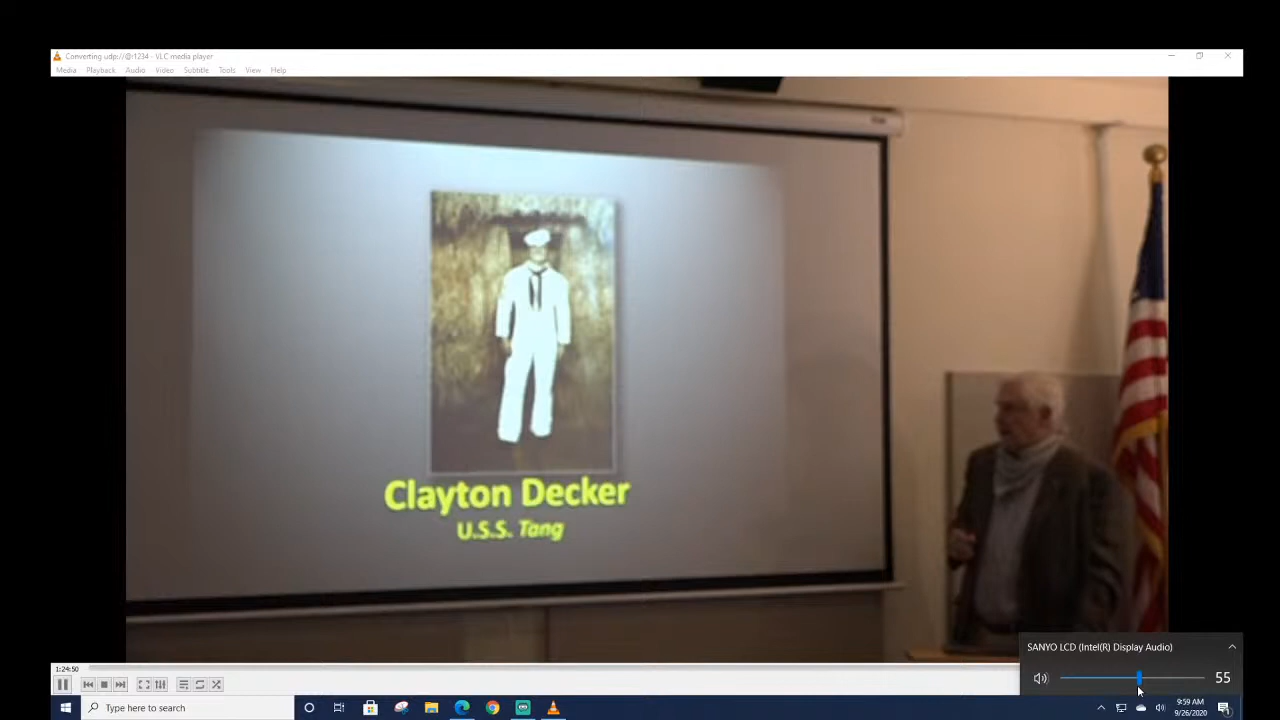 Converting udp://@:1234 - VLC media player
Media Playback Audio Video Subtitle Tools View Help
Clayton Decker
U.S.S. Tang
SANYO LCD (Intel(R) Display Audio)
55
1:24:50
Type here to search
9:59 AM
9/26/2020